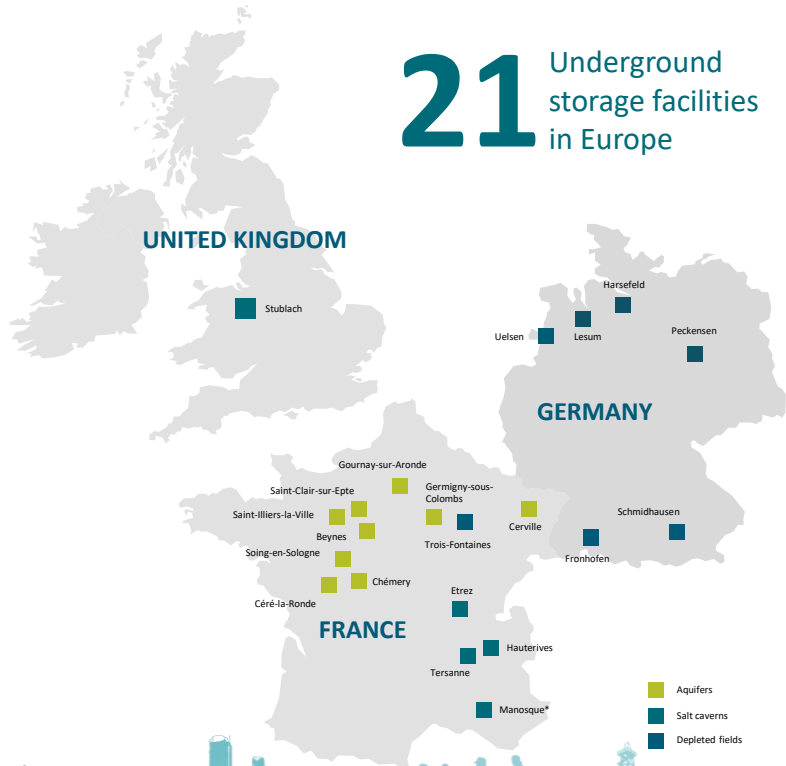 21
Underground
storage facilities
in Europe
UNITED KINGDOM
Stublach
Harsefeld
Uelsen
Lesum
Peckensen
GERMANY
Gournay-sur-Aronde
Saint-Clair-sur-Epte
Germigny-sous-
Colombs
Saint-Illiers-la-Ville
Beynes
Trois-Fontaines
Cerville
Schmidhausen
Fronhofen
Soing-en-Sologne
Chémery
Céré-la-Ronde
Etrez
FRANCE
Hauterives
Tersanne
Manosque*
Aquifers
Salt caverns
Depleted fields